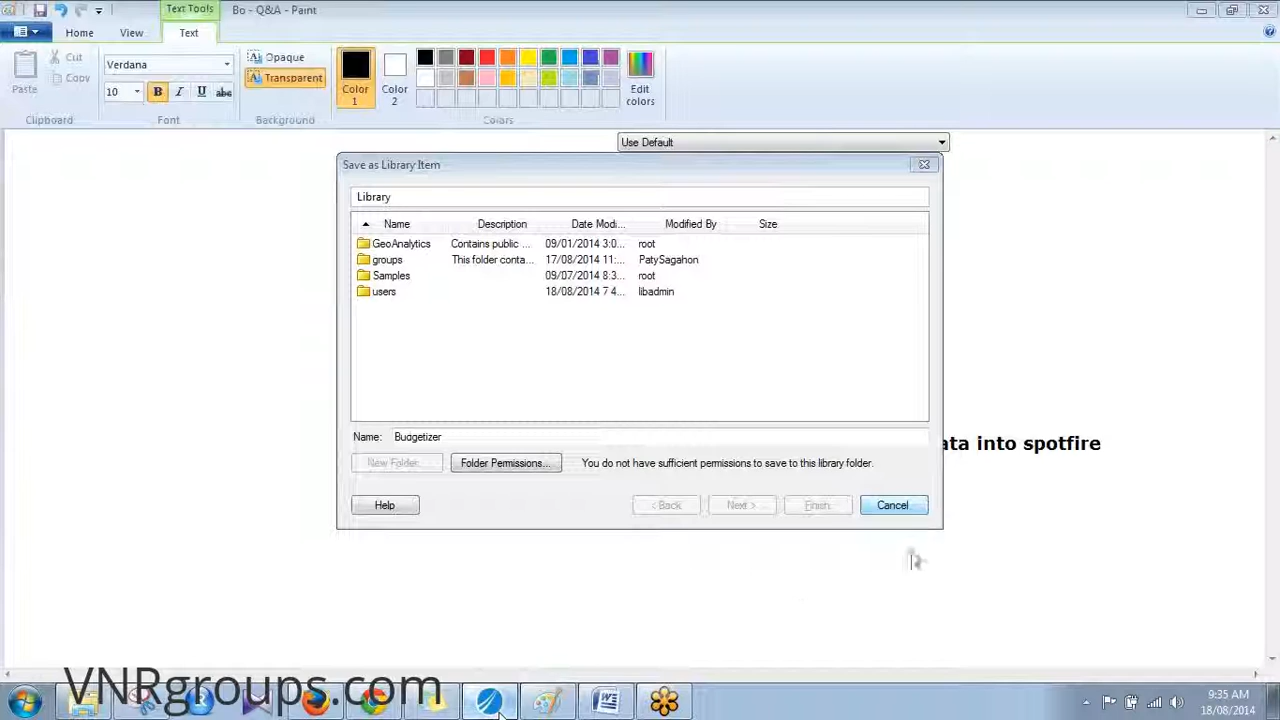 Text Tools
Bo - Q&A - Paint
Home
View
Text
Cut
Copy
Paste
Verdana
10
B
I
U
abc
Opaque
Transparent
Color
1
Color
2
Edit
colors
Clipboard
Font
Background
Colors
Use Default
Save as Library Item
Library
Name Description Date Modi... Modified By Size
GeoAnalytics Contains public ... 09/01/2014 3:0... root
groups This folder conta... 17/08/2014 11:... PatySagahon
Samples 09/07/2014 8:3... root
users 18/08/2014 7 4... libadmin
Name: Budgetizer
ata into spotfire
New Folder... Folder Permissions... You do not have sufficient permissions to save to this library folder.
Help < Back Next > Finish Cancel
VNRgroups.com
9:35 AM
18/08/2014